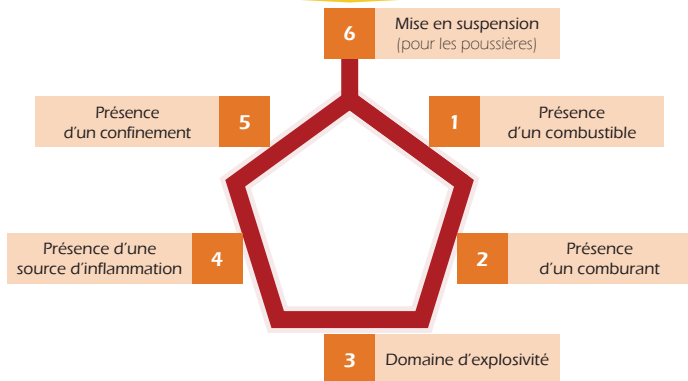 6
Mise en suspension
(pour les poussières)
5
Présence
d'un confinement
1
Présence
d'un combustible
4
Présence d'une
source d'inflammation
2
Présence
d'un comburant
3
Domaine d'explosivité